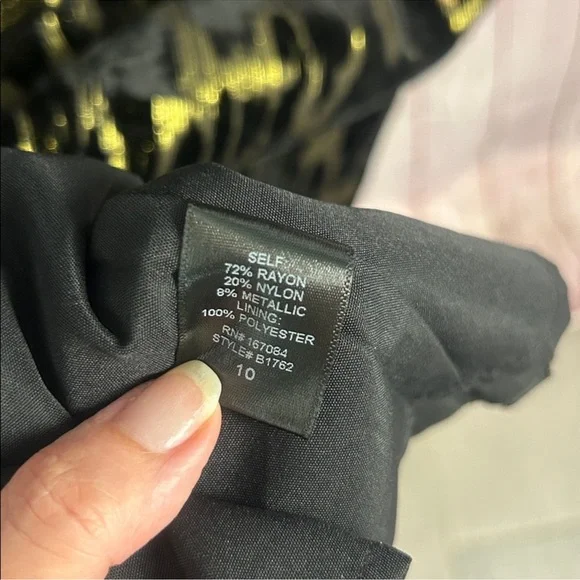 SELF:
72% RAYON
20% NYLON
8% METALLIC
LINING:
100% POLYESTER
RN# 167084
STYLE# B1762
10